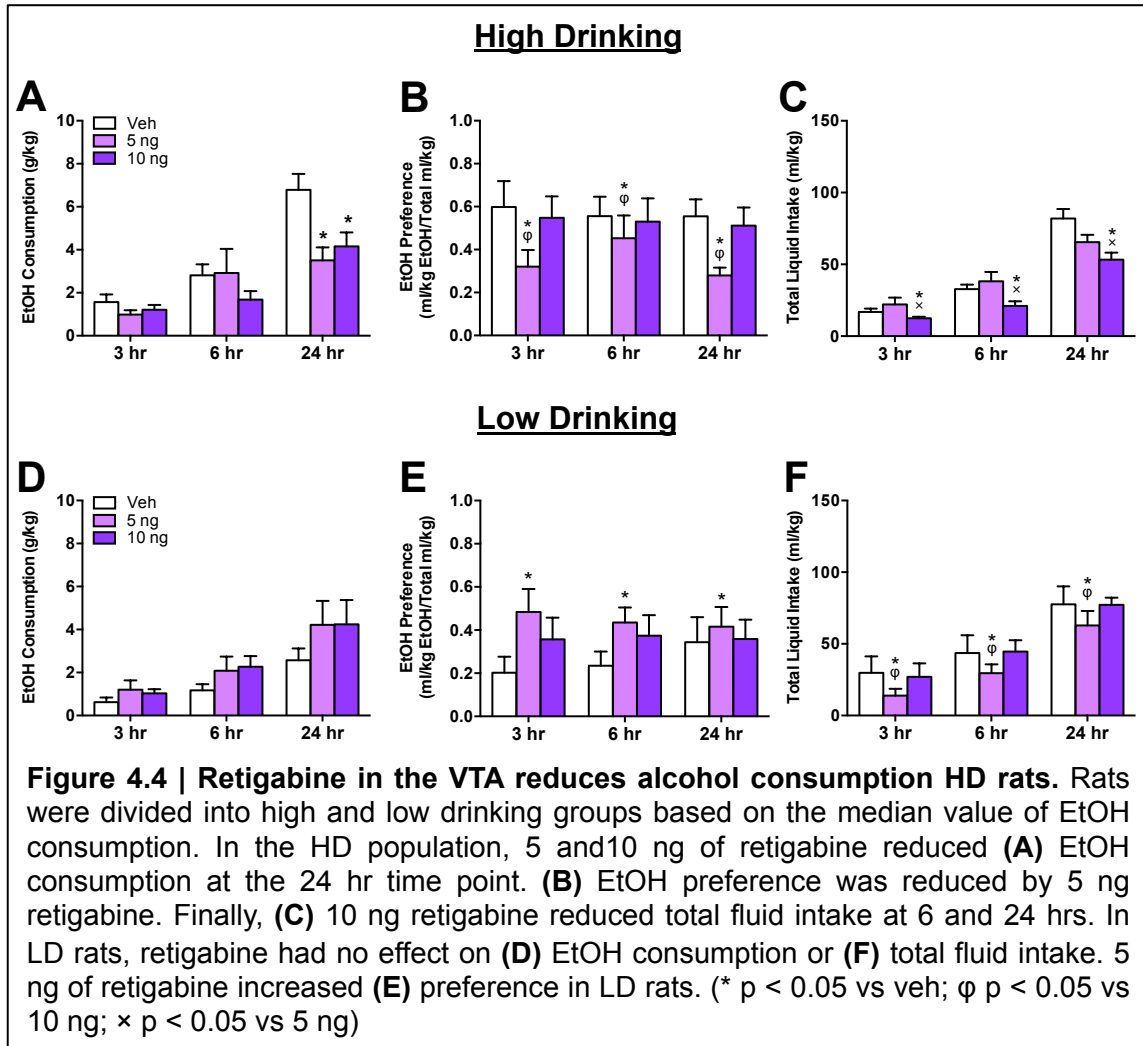 High Drinking
A
EtOH Consumption (g/kg)
10
8
6
4
2
0
Veh
5 ng
10 ng
* *
3 hr 6 hr 24 hr
B
EtOH Preference
(ml/kg EtOH/Total ml/kg)
1.0
0.8
0.6
0.4
0.2
0.0
*
φ
*
φ
*
φ
3 hr 6 hr 24 hr
C
Total Liquid Intake (ml/kg)
150
100
50
0
*
×
*
×
*
×
3 hr 6 hr 24 hr
Low Drinking
D
EtOH Consumption (g/kg)
10
8
6
4
2
0
Veh
5 ng
10 ng
3 hr 6 hr 24 hr
E
EtOH Preference
(ml/kg EtOH/Total ml/kg)
1.0
0.8
0.6
0.4
0.2
0.0
* * *
3 hr 6 hr 24 hr
F
Total Liquid Intake (ml/kg)
150
100
50
0
*
φ
*
φ
*
φ
3 hr 6 hr 24 hr
Figure 4.4 | Retigabine in the VTA reduces alcohol consumption HD rats. Rats
were divided into high and low drinking groups based on the median value of EtOH
consumption. In the HD population, 5 and10 ng of retigabine reduced (A) EtOH
consumption at the 24 hr time point. (B) EtOH preference was reduced by 5 ng
retigabine. Finally, (C) 10 ng retigabine reduced total fluid intake at 6 and 24 hrs. In
LD rats, retigabine had no effect on (D) EtOH consumption or (F) total fluid intake. 5
ng of retigabine increased (E) preference in LD rats. (* p < 0.05 vs veh; φ p < 0.05 vs
10 ng; × p < 0.05 vs 5 ng)